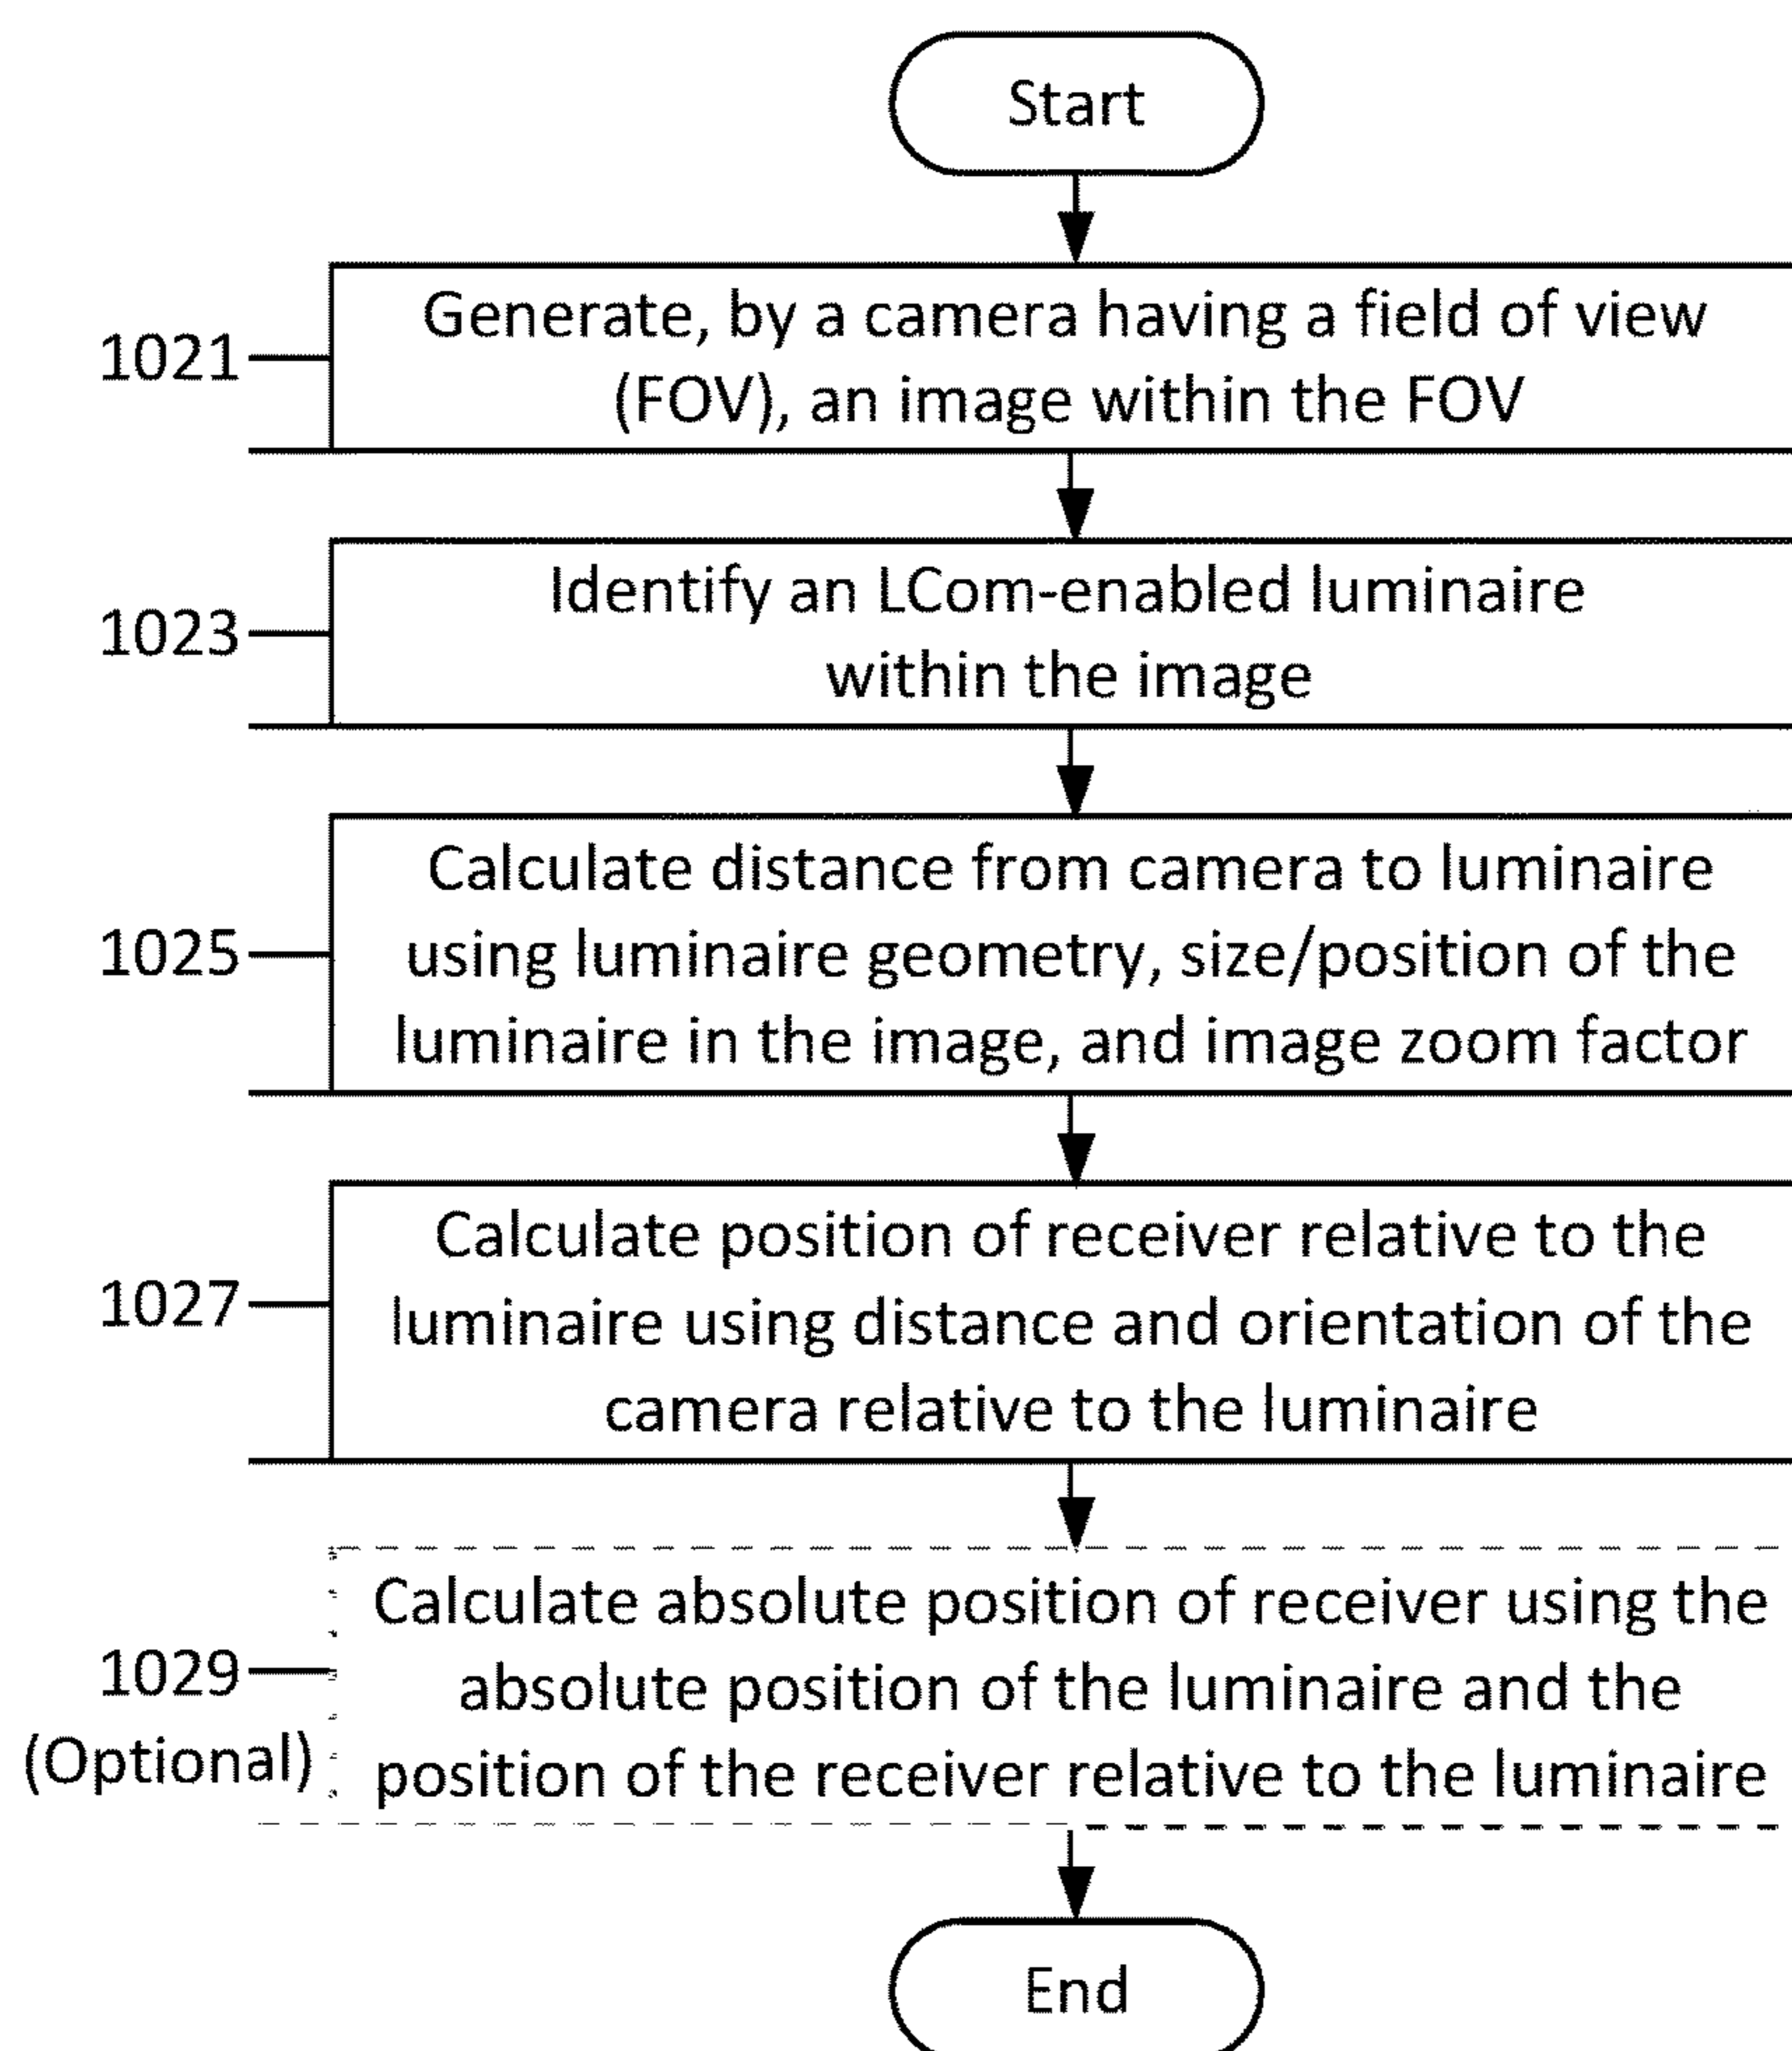 Start
1021
Generate, by a camera having a field of view
(FOV), an image within the FOV
1023
Identify an LCom-enabled luminaire
within the image
1025
Calculate distance from camera to luminaire
using luminaire geometry, size/position of the
luminaire in the image, and image zoom factor
1027
Calculate position of receiver relative to the
luminaire using distance and orientation of the
camera relative to the luminaire
1029
(Optional)
Calculate absolute position of receiver using the
absolute position of the luminaire and the
position of the receiver relative to the luminaire
End